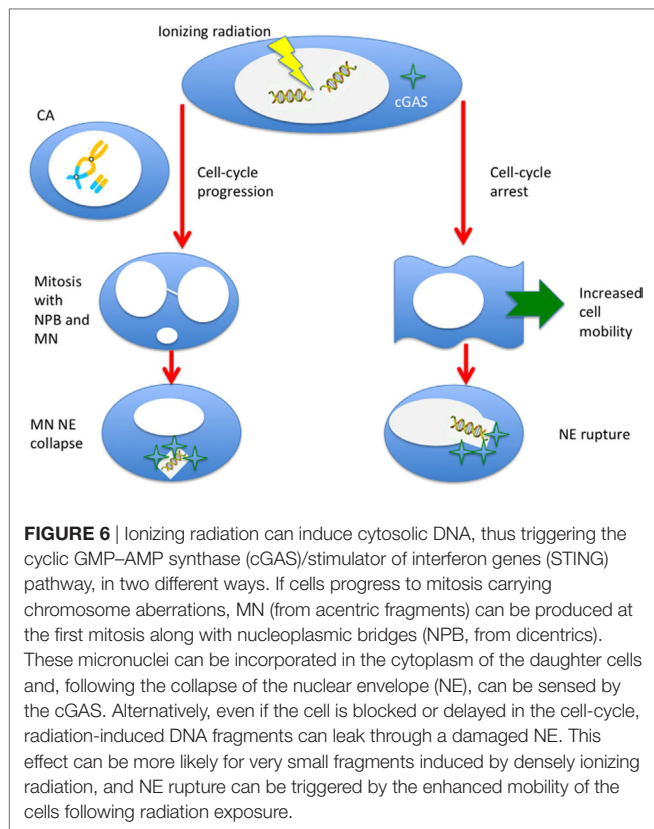 Ionizing radiation
cGAS
CA
Cell-cycle
progression
Cell-cycle
arrest
Mitosis
with
NPB and
MN
Increased
cell
mobility
MN NE
collapse
NE rupture
FIGURE 6 | Ionizing radiation can induce cytosolic DNA, thus triggering the
cyclic GMP–AMP synthase (cGAS)/stimulator of interferon genes (STING)
pathway, in two different ways. If cells progress to mitosis carrying
chromosome aberrations, MN (from acentric fragments) can be produced at
the first mitosis along with nucleoplasmic bridges (NPB, from dicentrics).
These micronuclei can be incorporated in the cytoplasm of the daughter cells
and, following the collapse of the nuclear envelope (NE), can be sensed by
the cGAS. Alternatively, even if the cell is blocked or delayed in the cell-cycle,
radiation-induced DNA fragments can leak through a damaged NE. This
effect can be more likely for very small fragments induced by densely ionizing
radiation, and NE rupture can be triggered by the enhanced mobility of the
cells following radiation exposure.